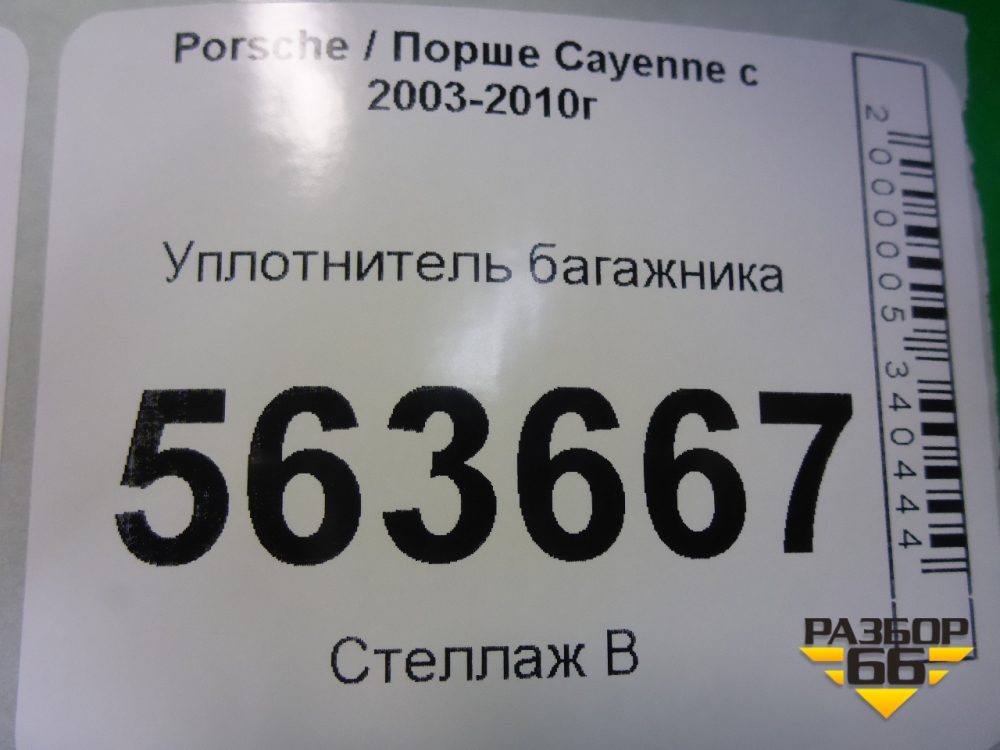 Porsche / Порше Cayenne с
2003-2010г
Уплотнитель багажника
563667
Стеллаж В
2000005340444
РАЗБОР
66